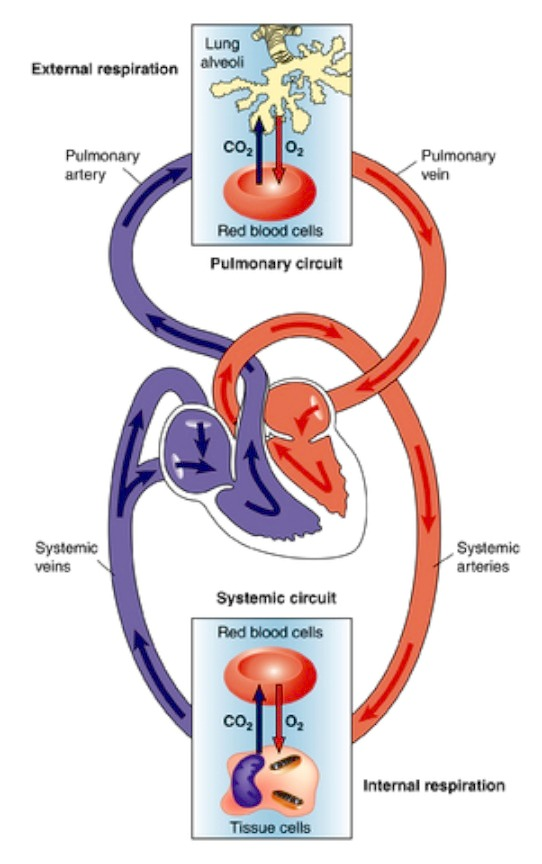 Lung
alveoli
External respiration
CO2
O2
Pulmonary
artery
Pulmonary
vein
Red blood cells
Pulmonary circuit
Systemic
veins
Systemic
arteries
Systemic circuit
Red blood cells
CO2
O2
Internal respiration
Tissue cells